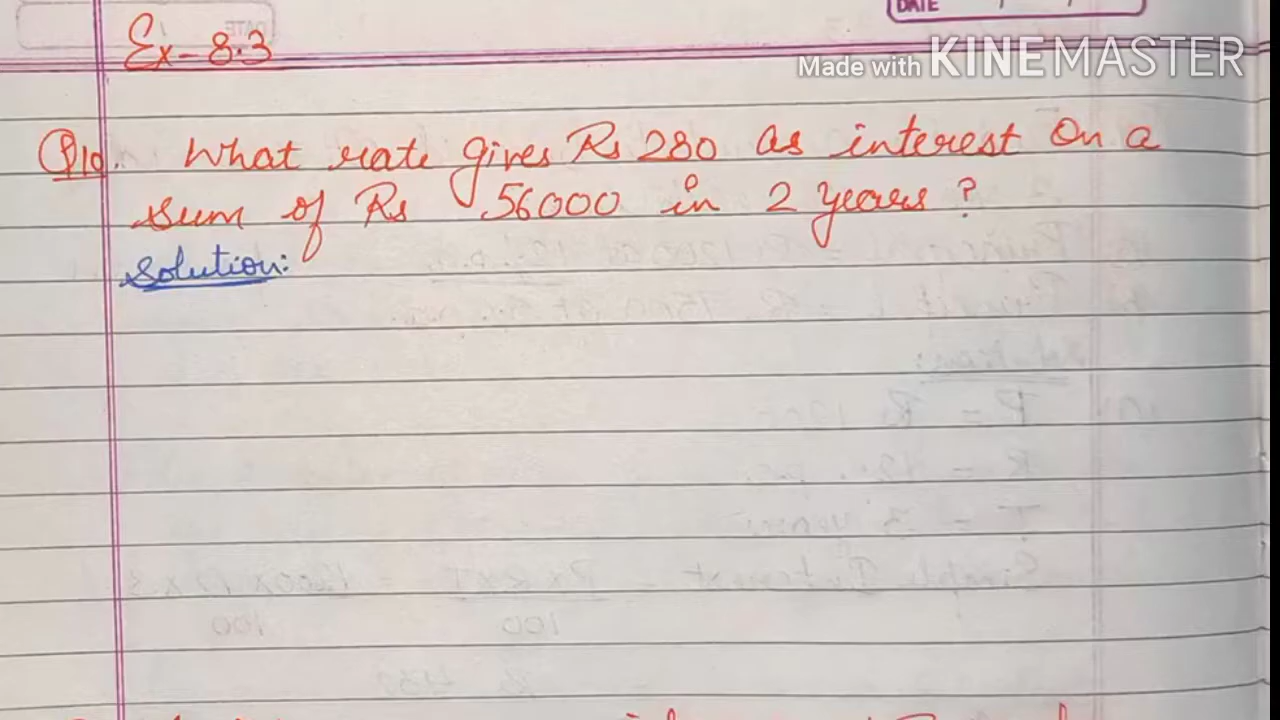 DATE
Ex-8.3
Made with KINEMASTER
Q10. What rate gives Rs 280 as interest on a
sum of Rs 56000 in 2 years?
Solution: